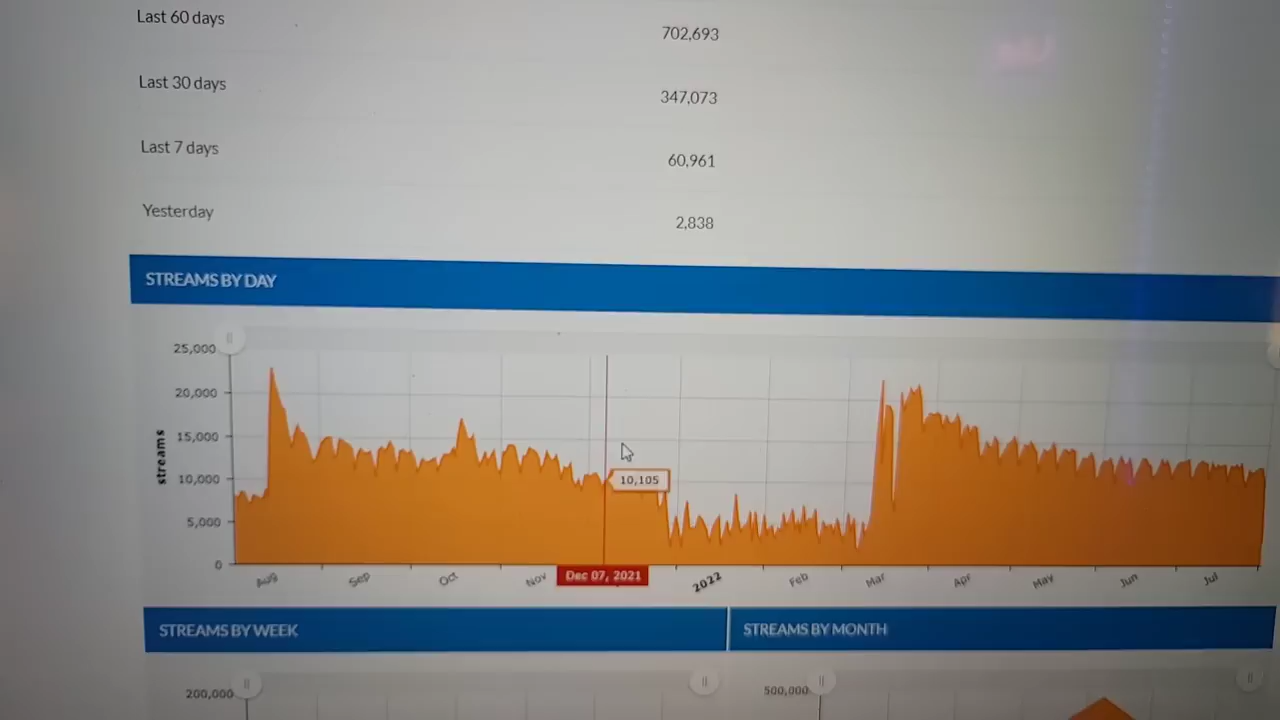 Last 60 days 702,693
Last 30 days 347,073
Last 7 days 60,961
Yesterday 2,838
STREAMS BY DAY
25,000
20,000
15,000
10,000
5,000
0
streams
10,105
Aug Sep Oct Nov Dec 07, 2021 2022 Feb Mar Apr May Jun Jul
STREAMS BY WEEK STREAMS BY MONTH
200,000 500,000